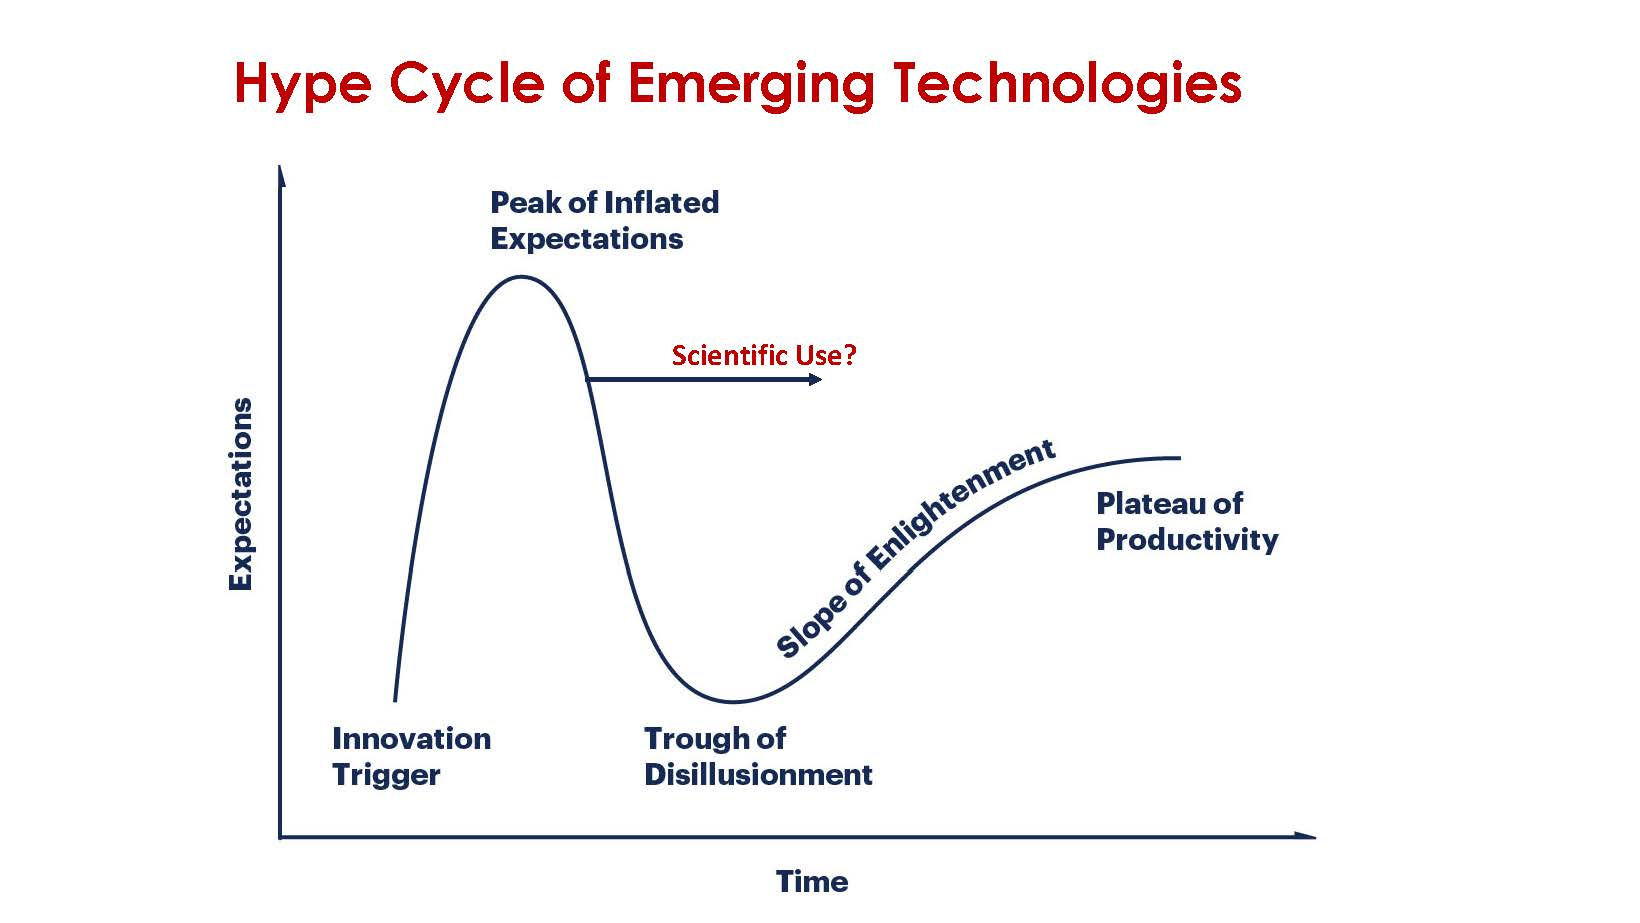 Hype Cycle of Emerging Technologies
Peak of Inflated
Expectations
Scientific Use?
Expectations
Slope of Enlightenment
Plateau of
Productivity
Innovation
Trigger
Trough of
Disillusionment
Time